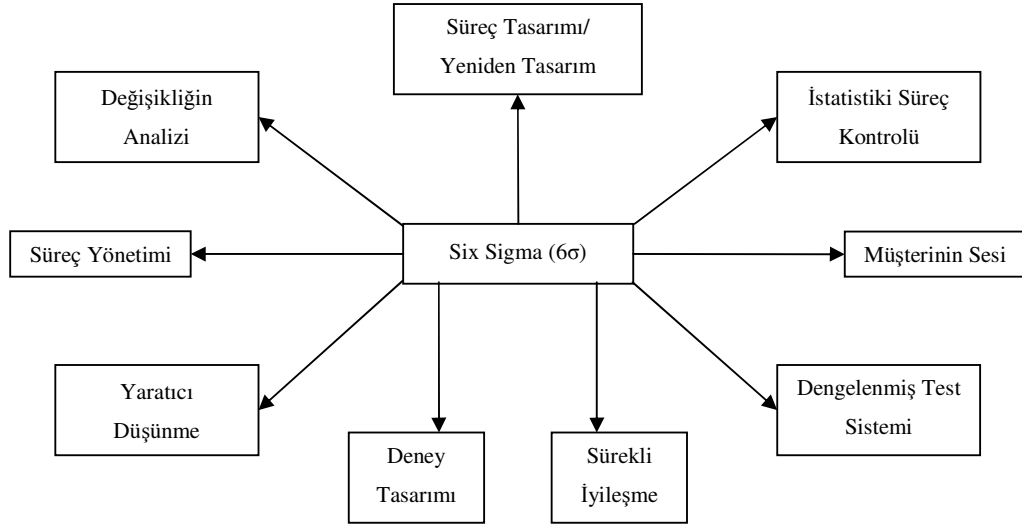 Süreç Tasarımı/
Yeniden Tasarım
Değişikliğin
Analizi
İstatistiki Süreç
Kontrolü
Süreç Yönetimi
Six Sigma (6σ)
Müşterinin Sesi
Yaratıcı
Düşünme
Dengelenmiş Test
Sistemi
Deney
Tasarımı
Sürekli
İyileşme